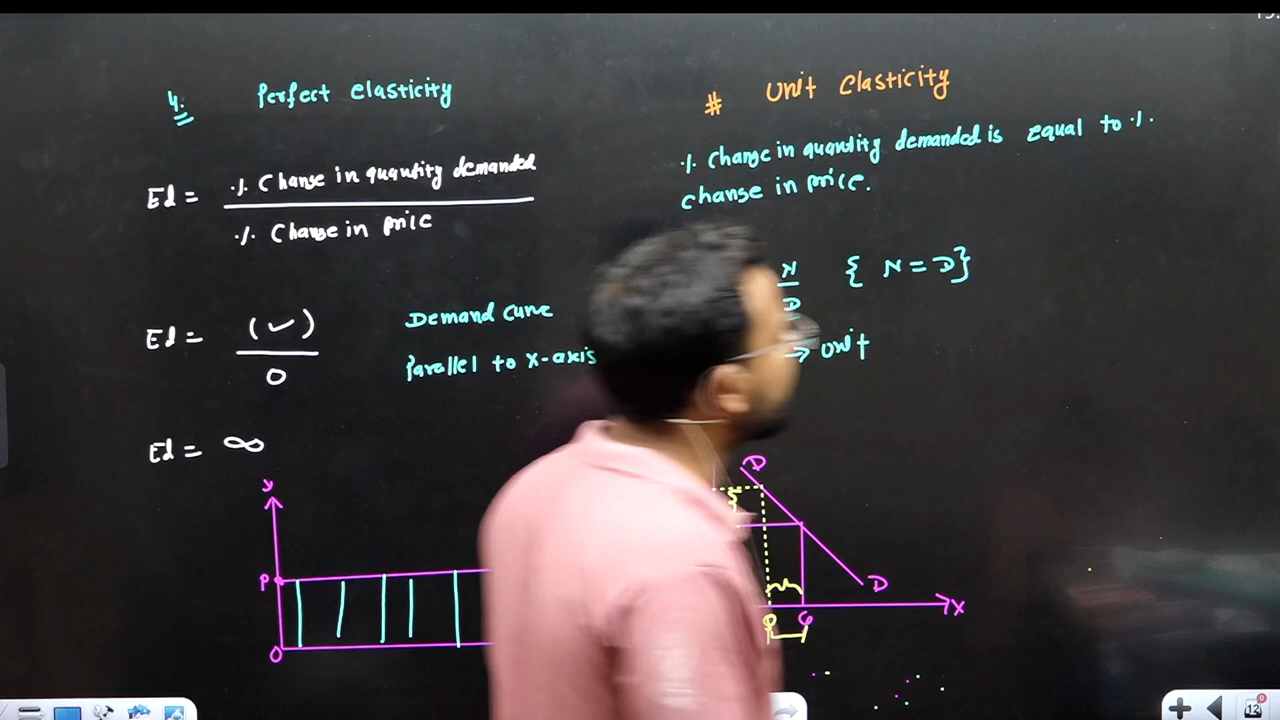 4. Perfect elasticity
Ed = % Change in quantity demanded
% Change in price
Ed = (✓)
0
Demand curve
Parallel to x-axis
Ed = ∞
y
P
O
# Unit Elasticity
% Change in quantity demanded is equal to %
change in price.
N
D
{ N = D }
→ Unit
D
D
Q Q
X
12